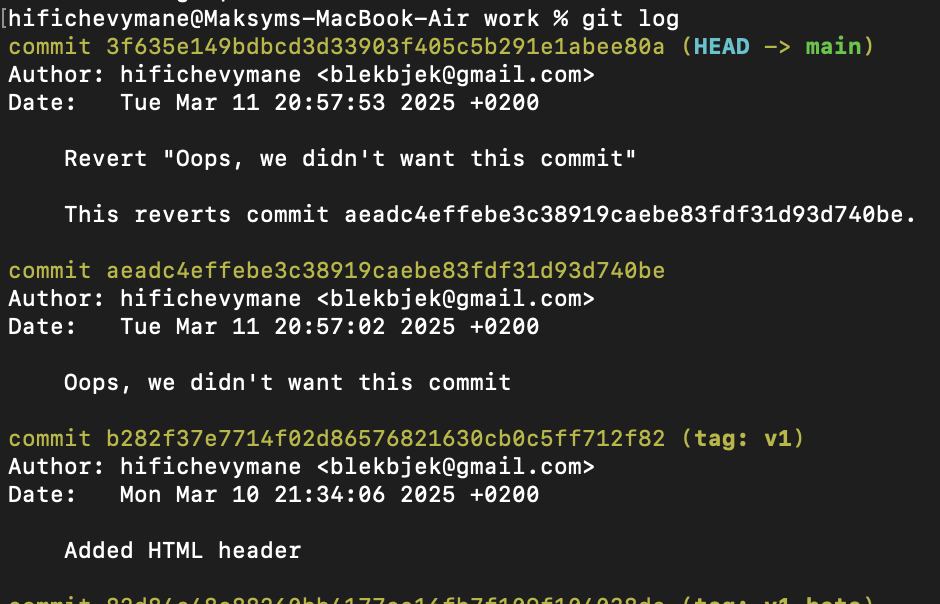 [hifichevymane@Maksyms-MacBook-Air work % git log
commit 3f635e149bdbcd3d33903f405c5b291e1abee80a (HEAD -> main)
Author: hifichevymane <blekbjek@gmail.com>
Date:   Tue Mar 11 20:57:53 2025 +0200
Revert "Oops, we didn't want this commit"
This reverts commit aeadc4effebe3c38919caebe83fdf31d93d740be.
commit aeadc4effebe3c38919caebe83fdf31d93d740be
Author: hifichevymane <blekbjek@gmail.com>
Date:   Tue Mar 11 20:57:02 2025 +0200
Oops, we didn't want this commit
commit b282f37e7714f02d86576821630cb0c5ff712f82 (tag: v1)
Author: hifichevymane <blekbjek@gmail.com>
Date:   Mon Mar 10 21:34:06 2025 +0200
Added HTML header
commit (tag: v1-beta)